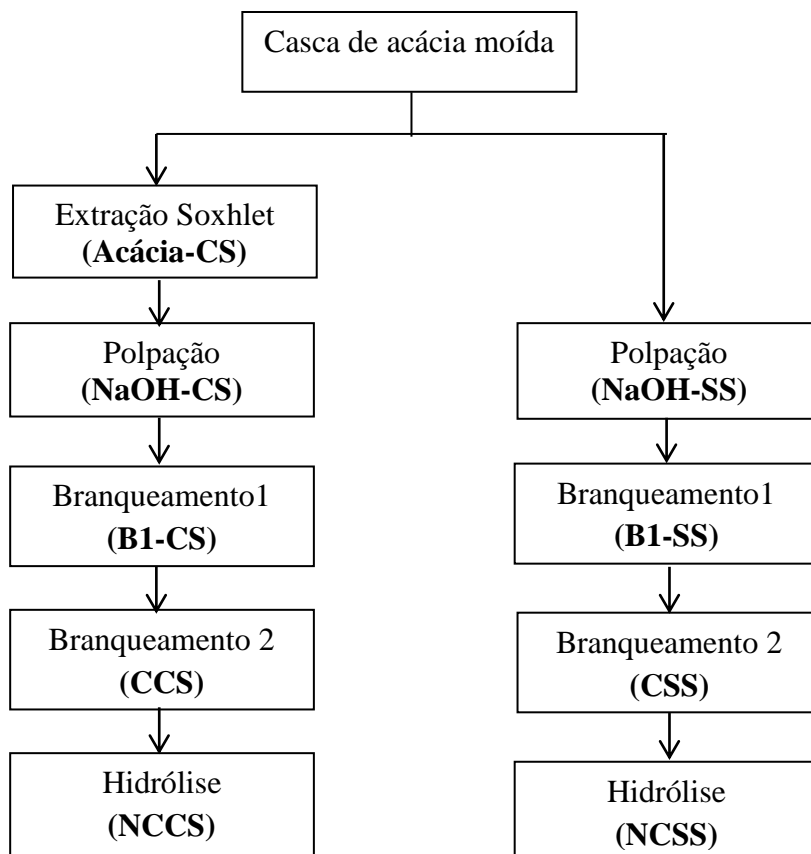 Casca de acácia moída
Extração Soxhlet
(Acácia-CS)
Polpação
(NaOH-CS)
Branqueamento1
(B1-CS)
Branqueamento 2
(CCS)
Hidrólise
(NCCS)
Polpação
(NaOH-SS)
Branqueamento1
(B1-SS)
Branqueamento 2
(CSS)
Hidrólise
(NCSS)